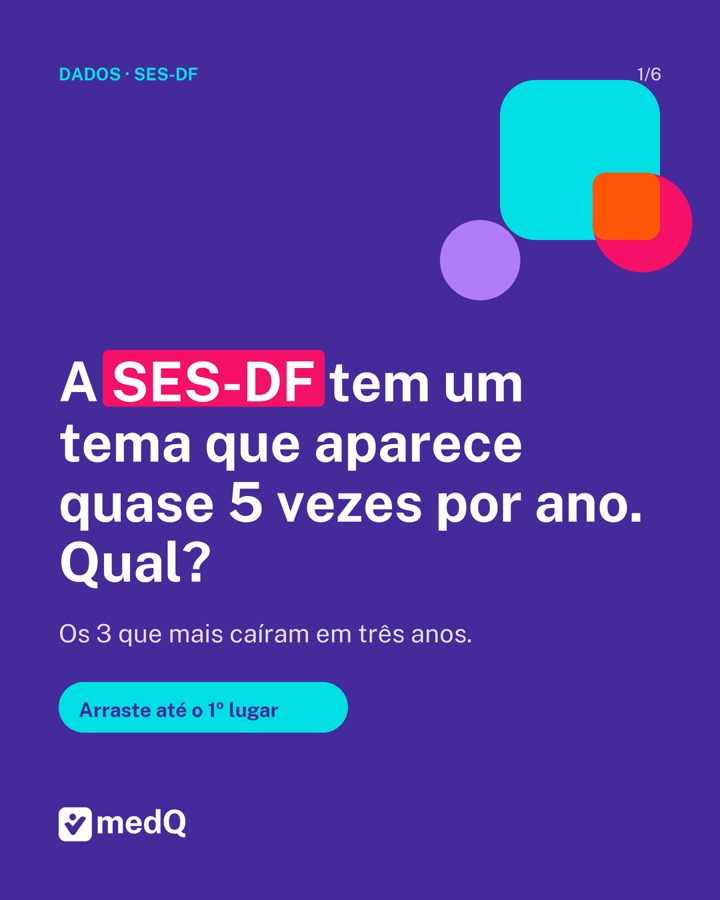 DADOS · SES-DF
1/6
A SES-DF tem um
tema que aparece
quase 5 vezes por ano.
Qual?
Os 3 que mais caíram em três anos.
Arraste até o 1º lugar
medQ